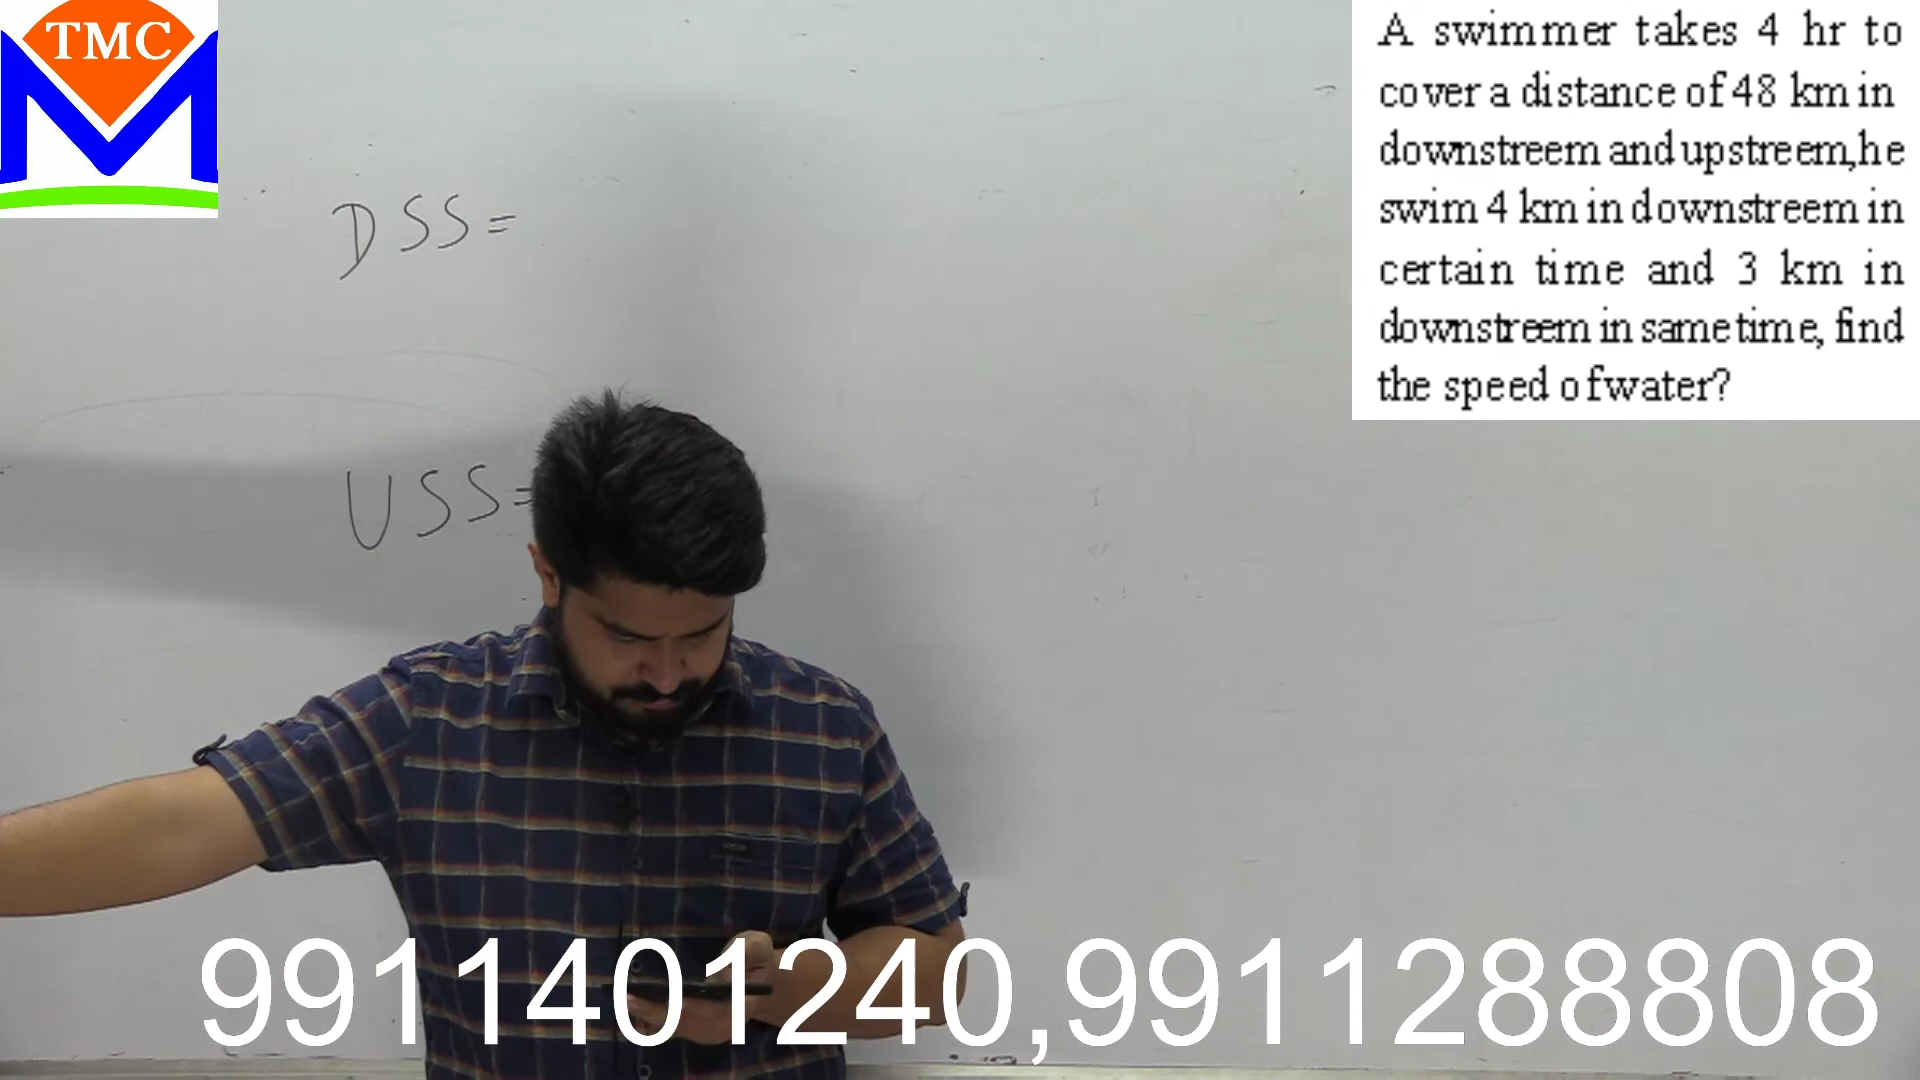 TMC
A swimmer takes 4 hr to
cover a distance of 48 km in
downstreem and upstreem,he
swim 4 km in downstreem in
certain time and 3 km in
downstreem in same time, find
the speed of water?
DSS=
USS=
9911401240,9911288808